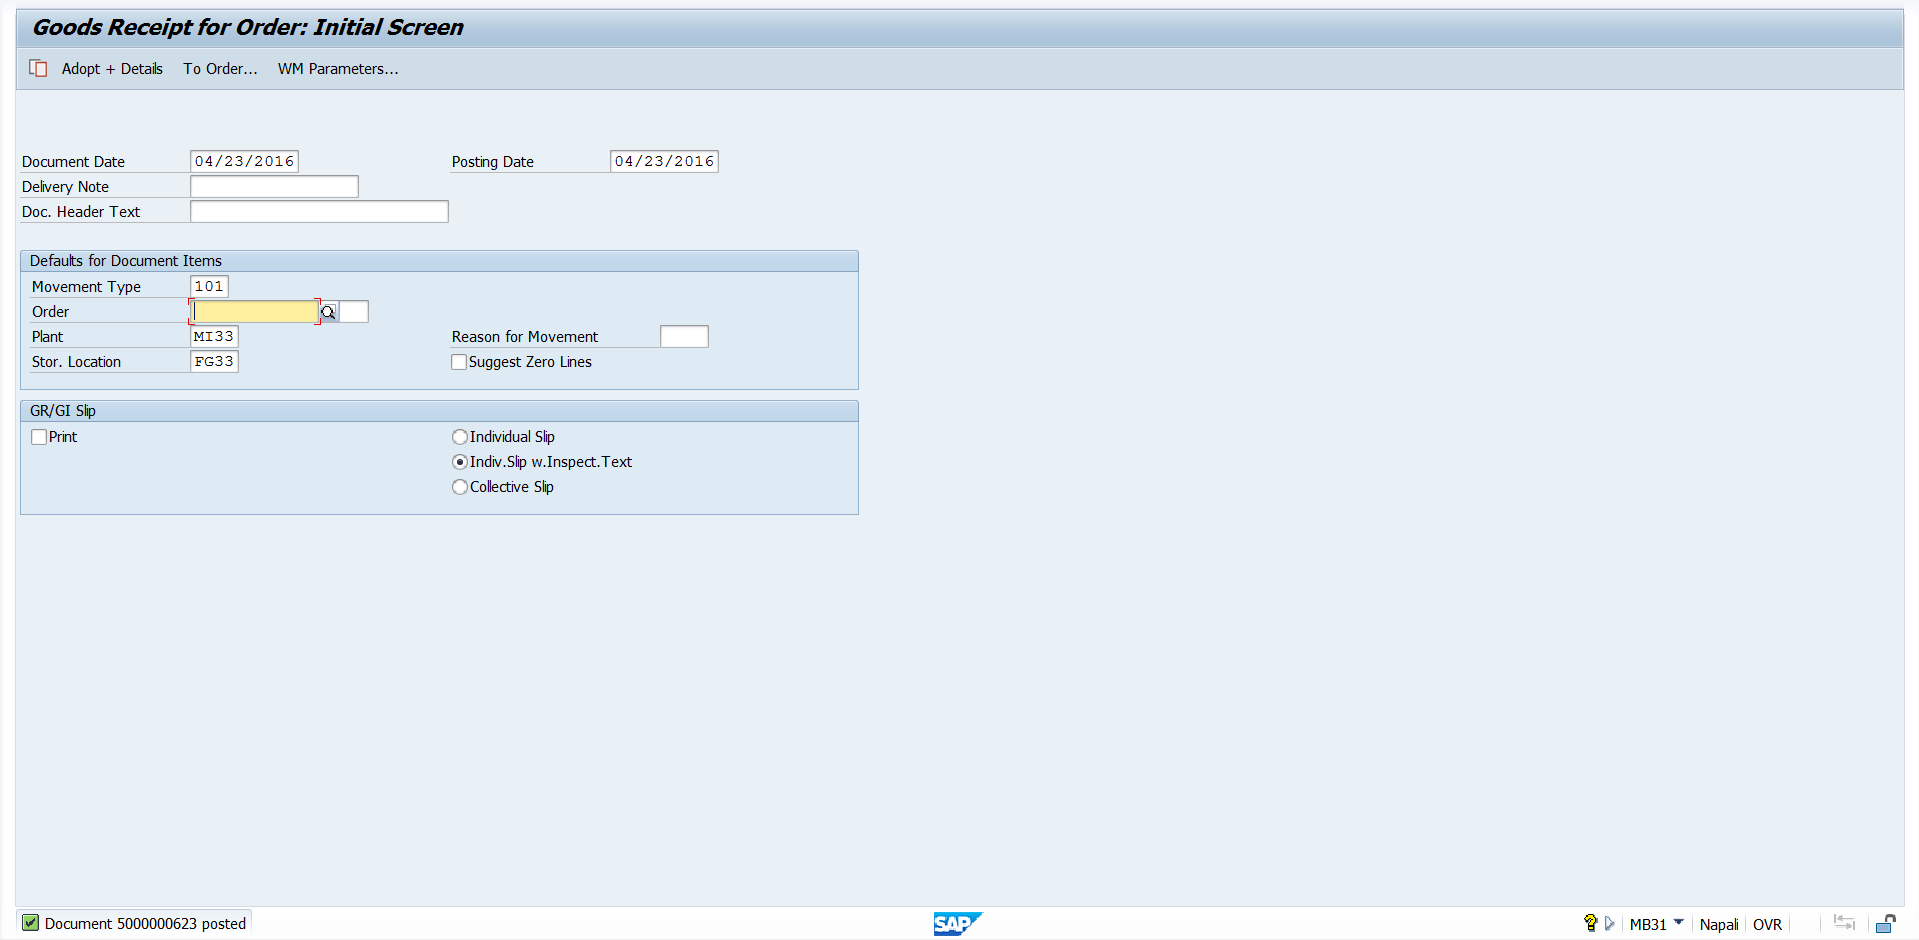 Goods Receipt for Order: Initial Screen
Adopt + Details To Order... WM Parameters...
Document Date 04/23/2016 Posting Date 04/23/2016
Delivery Note
Doc. Header Text
Defaults for Document Items
Movement Type 101
Order
Plant MI33 Reason for Movement
Stor. Location FG33 Suggest Zero Lines
GR/GI Slip
Print Individual Slip
Indiv.Slip w.Inspect.Text
Collective Slip
Document 5000000623 posted SAP MB31 Napali OVR